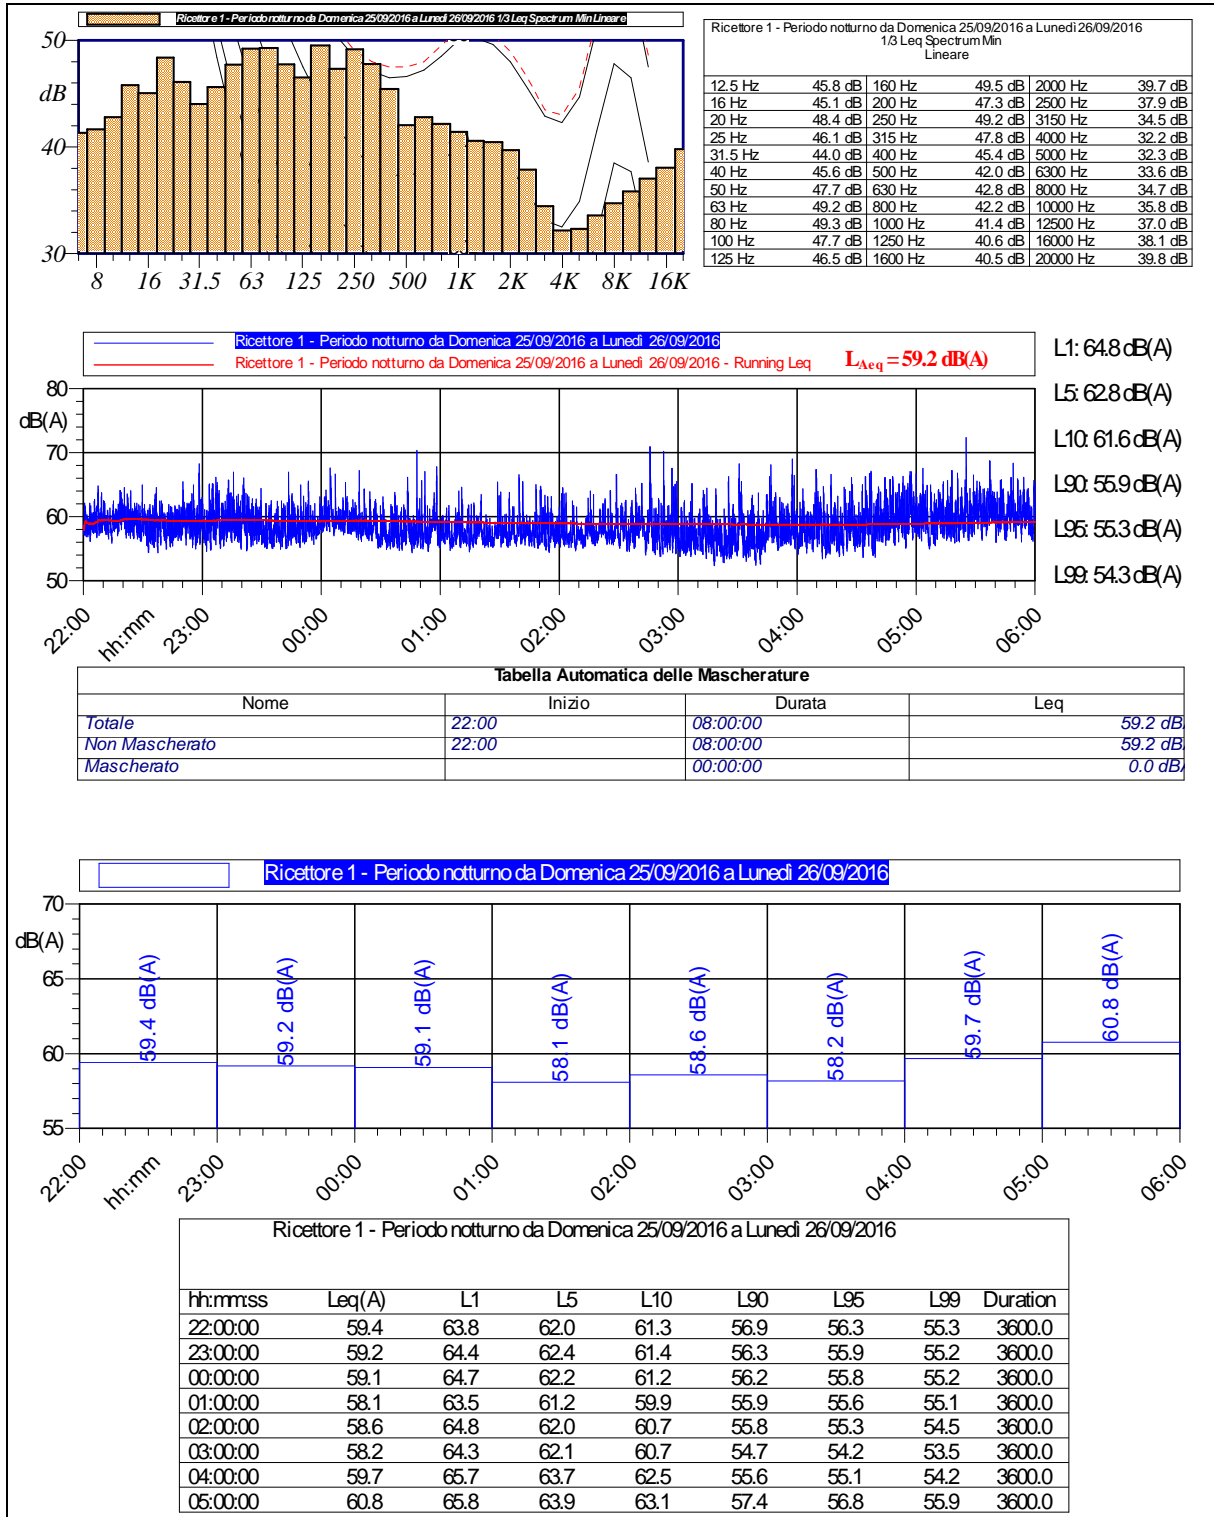 Ricettore 1 - Periodo notturno da Domenica 25/09/2016 a Lunedì 26/09/2016 1/3 Leq Spectrum Min Lineare
50
dB
40
30
8 16 31.5 63 125 250 500 1K 2K 4K 8K 16K
Ricettore 1 - Periodo notturno da Domenica 25/09/2016 a Lunedì 26/09/2016
1/3 Leq Spectrum Min
Lineare
12.5 Hz 45.8 dB 160 Hz 49.5 dB 2000 Hz 39.7 dB
16 Hz 45.1 dB 200 Hz 47.3 dB 2500 Hz 37.9 dB
20 Hz 48.4 dB 250 Hz 49.2 dB 3150 Hz 34.5 dB
25 Hz 46.1 dB 315 Hz 47.8 dB 4000 Hz 32.2 dB
31.5 Hz 44.0 dB 400 Hz 45.4 dB 5000 Hz 32.3 dB
40 Hz 45.6 dB 500 Hz 42.0 dB 6300 Hz 33.6 dB
50 Hz 47.7 dB 630 Hz 42.8 dB 8000 Hz 34.7 dB
63 Hz 49.2 dB 800 Hz 42.2 dB 10000 Hz 35.8 dB
80 Hz 49.3 dB 1000 Hz 41.4 dB 12500 Hz 37.0 dB
100 Hz 47.7 dB 1250 Hz 40.6 dB 16000 Hz 38.1 dB
125 Hz 46.5 dB 1600 Hz 40.5 dB 20000 Hz 39.8 dB
Ricettore 1 - Periodo notturno da Domenica 25/09/2016 a Lunedì 26/09/2016
Ricettore 1 - Periodo notturno da Domenica 25/09/2016 a Lunedì 26/09/2016 - Running Leq LAeq = 59.2 dB(A)
80
dB(A)
70
60
50
22:00 hh:mm 23:00 00:00 01:00 02:00 03:00 04:00 05:00 06:00
L1: 64.8 dB(A)
L5: 62.8 dB(A)
L10: 61.6 dB(A)
L90: 55.9 dB(A)
L95: 55.3 dB(A)
L99: 54.3 dB(A)
Tabella Automatica delle Mascherature
Nome Inizio Durata Leq
Totale 22:00 08:00:00 59.2 dB
Non Mascherato 22:00 08:00:00 59.2 dB
Mascherato 00:00:00 0.0 dB
Ricettore 1 - Periodo notturno da Domenica 25/09/2016 a Lunedì 26/09/2016
70
dB(A)
65
60
55
59.4 dB(A) 59.2 dB(A) 59.1 dB(A) 58.1 dB(A) 58.6 dB(A) 58.2 dB(A) 59.7 dB(A) 60.8 dB(A)
22:00 hh:mm 23:00 00:00 01:00 02:00 03:00 04:00 05:00 06:00
Ricettore 1 - Periodo notturno da Domenica 25/09/2016 a Lunedì 26/09/2016
hh:mm:ss Leq(A) L1 L5 L10 L90 L95 L99 Duration
22:00:00 59.4 63.8 62.0 61.3 56.9 56.3 55.3 3600.0
23:00:00 59.2 64.4 62.4 61.4 56.3 55.9 55.2 3600.0
00:00:00 59.1 64.7 62.2 61.2 56.2 55.8 55.2 3600.0
01:00:00 58.1 63.5 61.2 59.9 55.9 55.6 55.1 3600.0
02:00:00 58.6 64.8 62.0 60.7 55.8 55.3 54.5 3600.0
03:00:00 58.2 64.3 62.1 60.7 54.7 54.2 53.5 3600.0
04:00:00 59.7 65.7 63.7 62.5 55.6 55.1 54.2 3600.0
05:00:00 60.8 65.8 63.9 63.1 57.4 56.8 55.9 3600.0